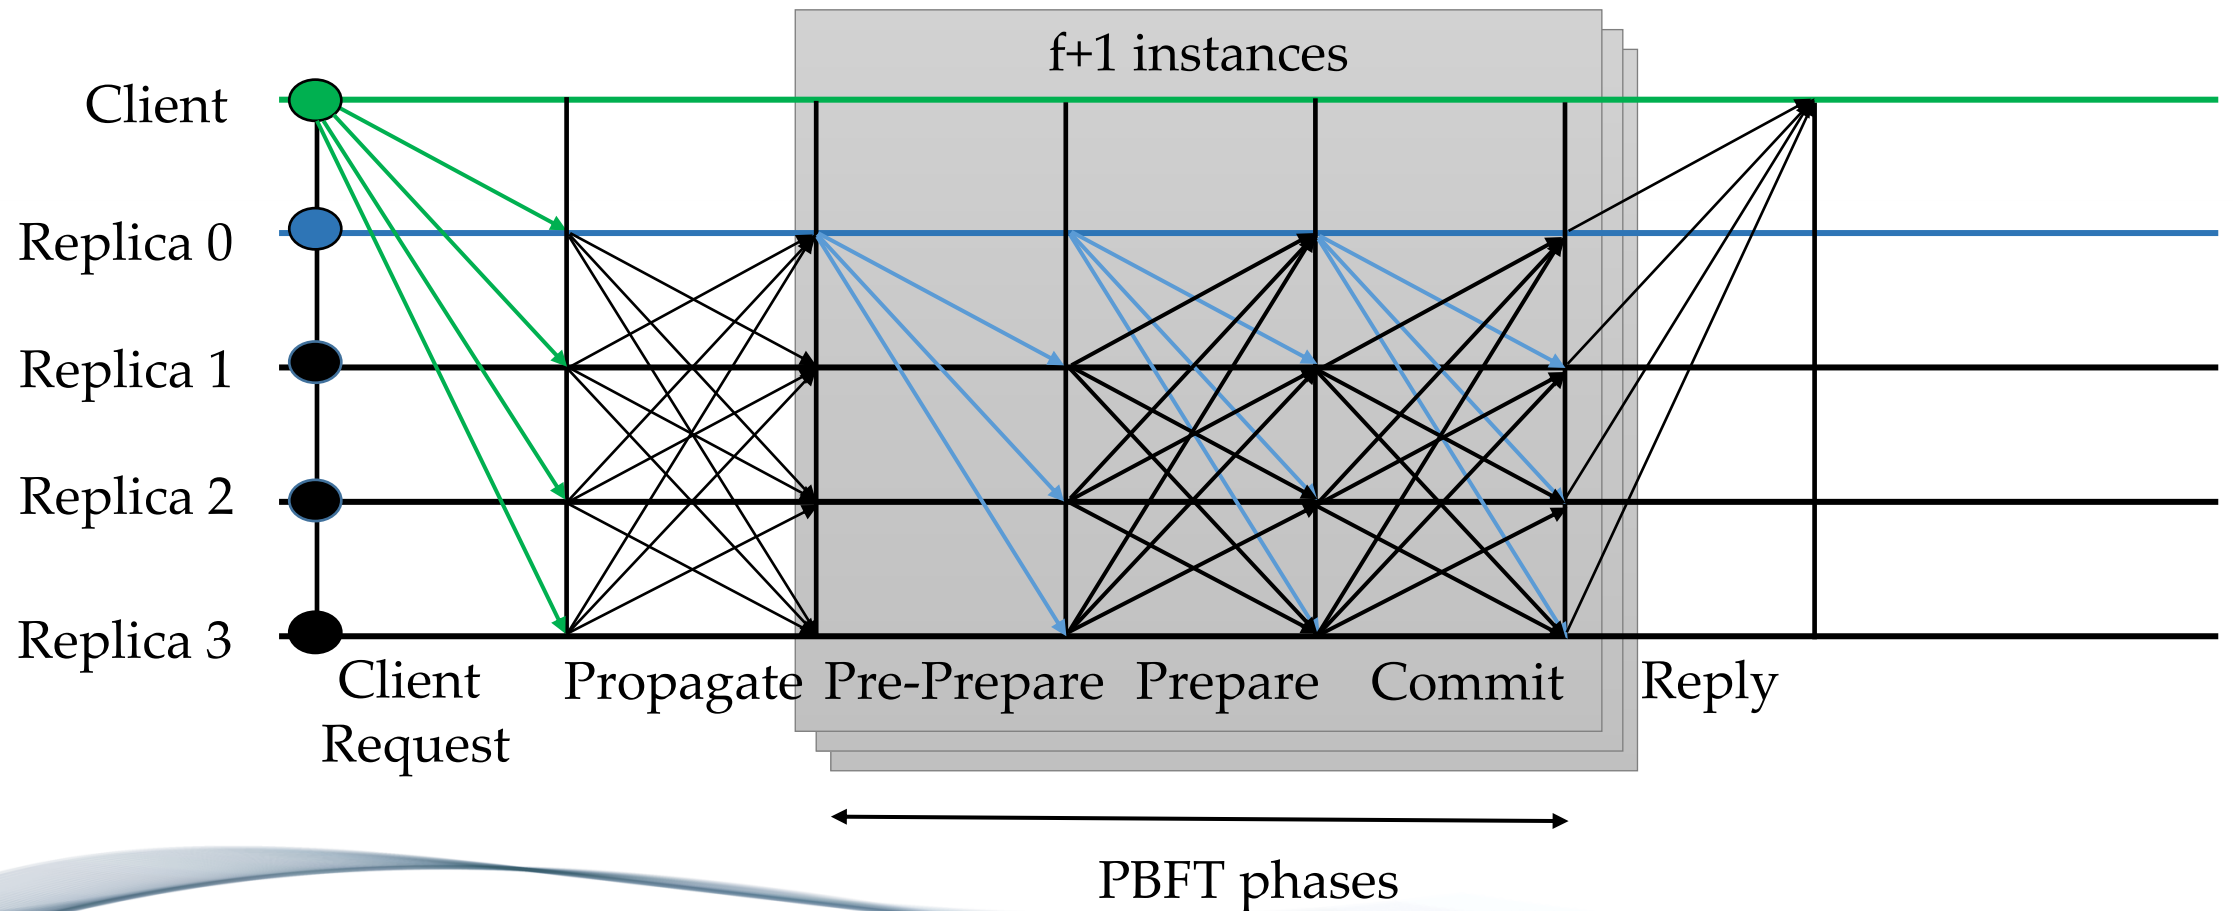 f+1 instances
Client
Replica 0
Replica 1
Replica 2
Replica 3
Client
Request
Propagate
Pre-Prepare
Prepare
Commit
Reply
PBFT phases